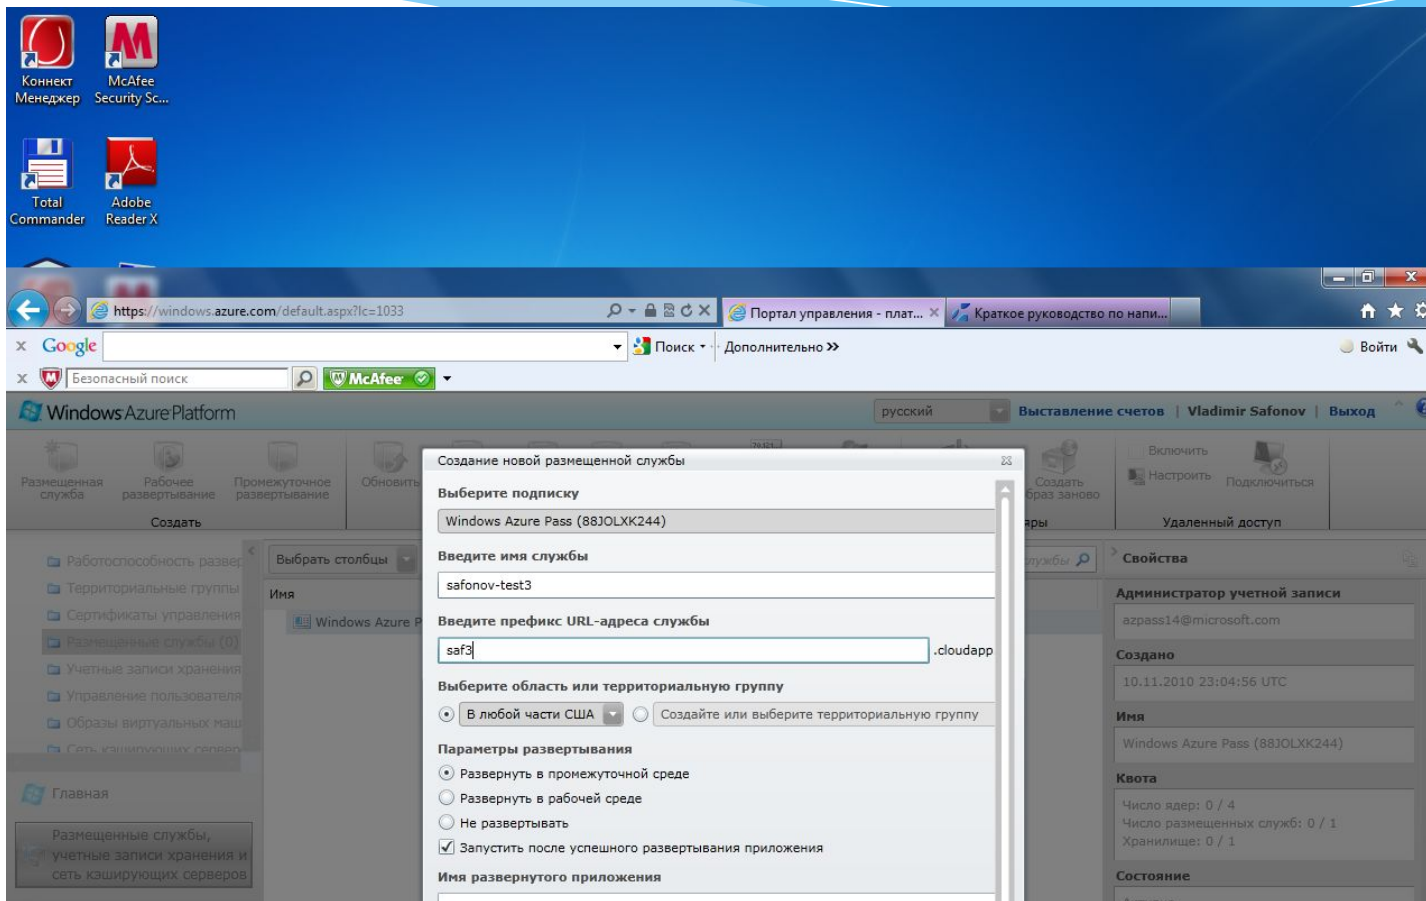 Коннект
Менеджер
McAfee
Security Sc...
Total
Commander
Adobe
Reader X
https://windows.azure.com/default.aspx?lc=1033
Портал управления - плат...
Краткое руководство по напи...
Google
Поиск
Дополнительно »
Войти
Безопасный поиск
McAfee
Windows Azure Platform
русский
Выставление счетов | Vladimir Safonov | Выход
Размещенная
служба
Рабочее
развертывание
Промежуточное
развертывание
Создать
Обновить
Создать
образ заново
Включить
Настроить
Подключиться
Удаленный доступ
Работоспособность развер
Территориальные группы
Сертификаты управления
Размещенные службы (0)
Учетные записи хранения
Управление пользователя
Образы виртуальных маш
Сеть кэширующих сервер
Главная
Размещенные службы,
учетные записи хранения и
сеть кэширующих серверов
Выбрать столбцы
Имя
Windows Azure P
Создание новой размещенной службы
Выберите подписку
Windows Azure Pass (88JOLXK244)
Введите имя службы
safonov-test3
Введите префикс URL-адреса службы
saf3
.cloudapp
Выберите область или территориальную группу
В любой части США
Создайте или выберите территориальную группу
Параметры развертывания
Развернуть в промежуточной среде
Развернуть в рабочей среде
Не развертывать
Запустить после успешного развертывания приложения
Имя развернутого приложения
Свойства
Администратор учетной записи
azpass14@microsoft.com
Создано
10.11.2010 23:04:56 UTC
Имя
Windows Azure Pass (88JOLXK244)
Квота
Число ядер: 0 / 4
Число размещенных служб: 0 / 1
Хранилище: 0 / 1
Состояние